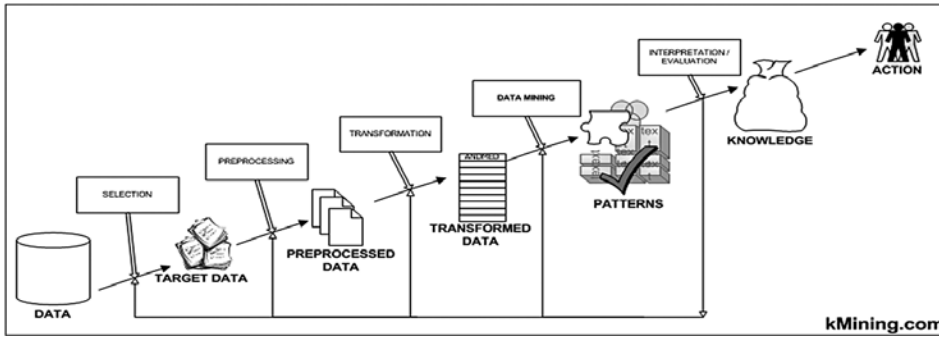 INTERPRETATION /
EVALUATION
ACTION
DATA MINING
KNOWLEDGE
TRANSFORMATION
PATTERNS
PREPROCESSING
TRANSFORMED
DATA
SELECTION
PREPROCESSED
DATA
TARGET DATA
DATA
kMining.com